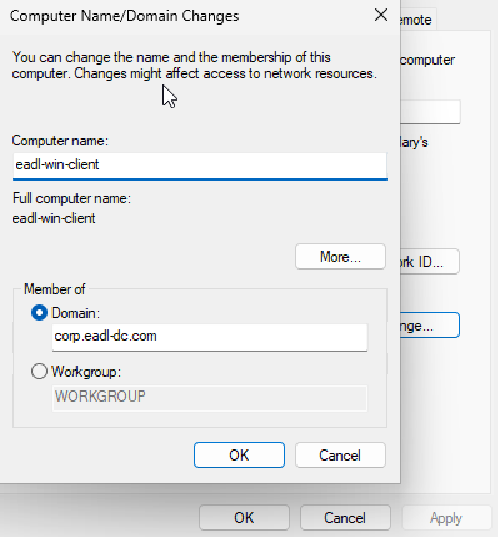 Computer Name/Domain Changes
emote
You can change the name and the membership of this
computer. Changes might affect access to network resources.
computer
Computer name:
lary's
eadl-win-client
Full computer name:
eadl-win-client
More...
rk ID...
Member of
Domain:
corp.eadl-dc.com
nge...
Workgroup:
WORKGROUP
OK
Cancel
OK
Cancel
Apply